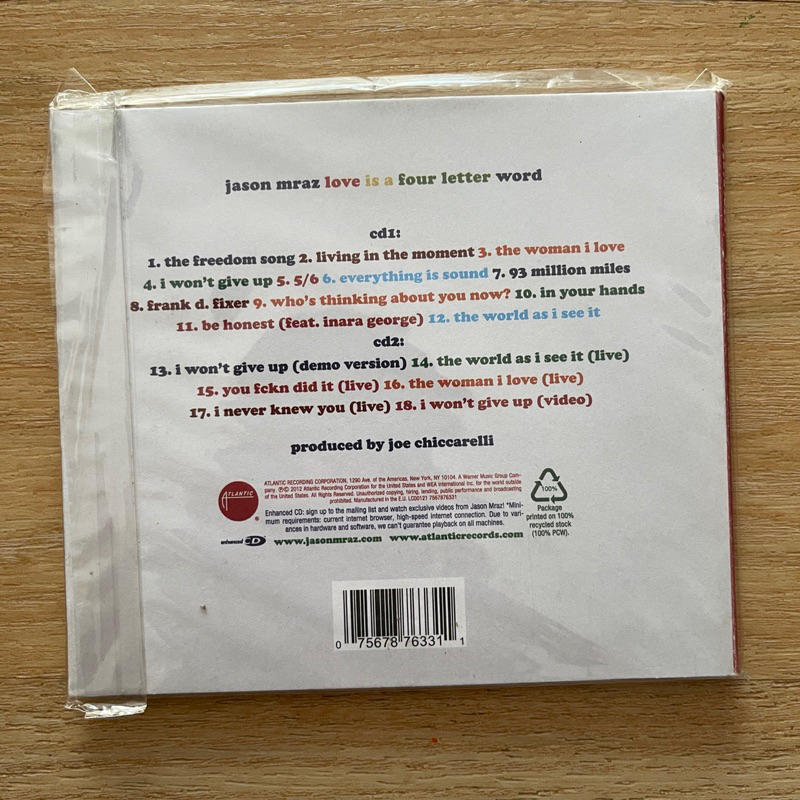 jason mraz love is a four letter word
cd1:
1. the freedom song 2. living in the moment 3. the woman i love
4. i won't give up 5. 5/6 6. everything is sound 7. 93 million miles
8. frank d. fixer 9. who's thinking about you now? 10. in your hands
11. be honest (feat. inara george) 12. the world as i see it
cd2:
13. i won't give up (demo version) 14. the world as i see it (live)
15. you fckn did it (live) 16. the woman i love (live)
17. i never knew you (live) 18. i won't give up (video)
produced by joe chiccarelli
ATLANTIC
®
ATLANTIC RECORDING CORPORATION, 1290 Ave. of the Americas, New York, NY 10104. A Warner Music Group Com-
pany. ℗© 2012 Atlantic Recording Corporation for the United States and WEA International Inc. for the world outside
of the United States. All Rights Reserved. Unauthorized copying, hiring, lending, public performance and broadcasting
prohibited. Manufactured in the E.U. LC00121 7567876331
Enhanced CD: sign up to the mailing list and watch exclusive videos from Jason Mraz! *Mini-
mum requirements: current internet browser, high-speed internet connection. Due to vari-
ances in hardware and software, we can't guarantee playback on all machines.
enhanced CD www.jasonmraz.com www.atlanticrecords.com
100%
Package
printed on 100%
recycled stock
(100% PCW).
0 75678 76331 1